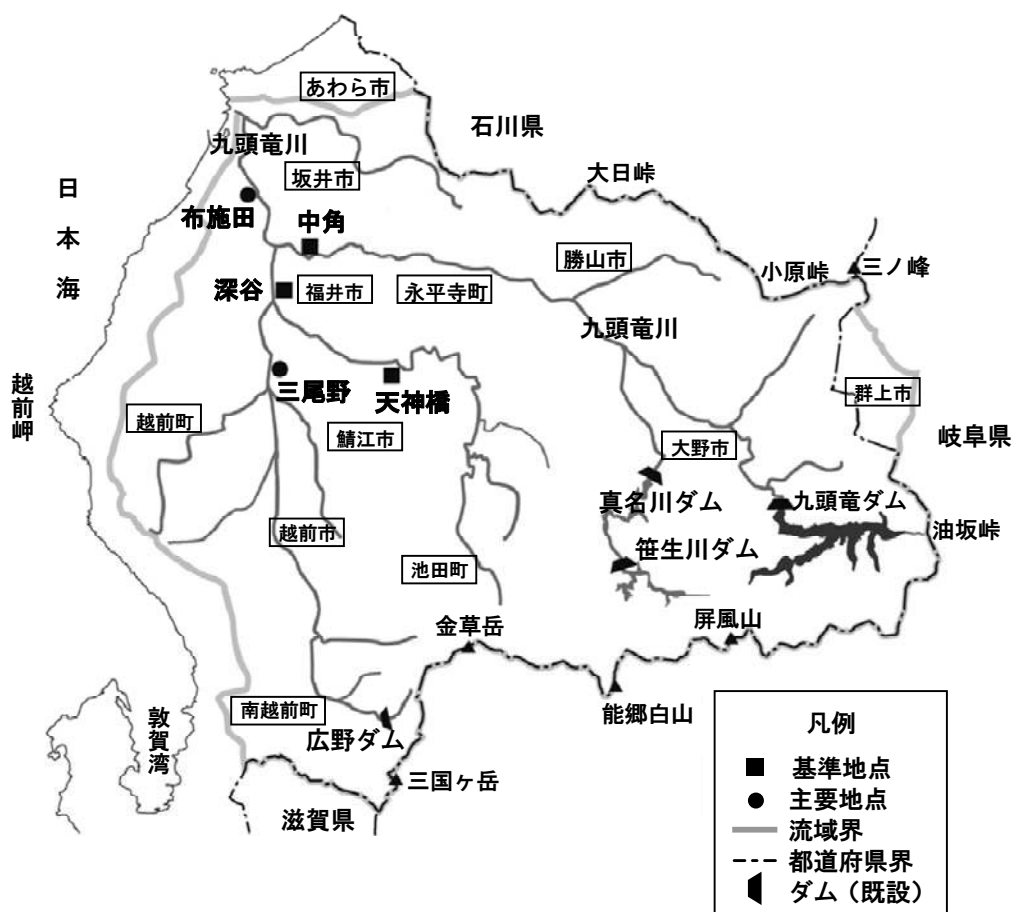 あわら市
石川県
九頭竜川
大日峠
坂井市
日本海
布施田
中角
勝山市
小原峠
三ノ峰
深谷
福井市
永平寺町
九頭竜川
越前岬
三尾野
天神橋
群上市
越前町
鯖江市
大野市
岐阜県
真名川ダム
九頭竜ダム
越前市
油坂峠
笹生川ダム
池田町
金草岳
屏風山
南越前町
能郷白山
敦賀湾
広野ダム
三国ヶ岳
滋賀県
凡例
基準地点
主要地点
流域界
都道府県界
ダム（既設）